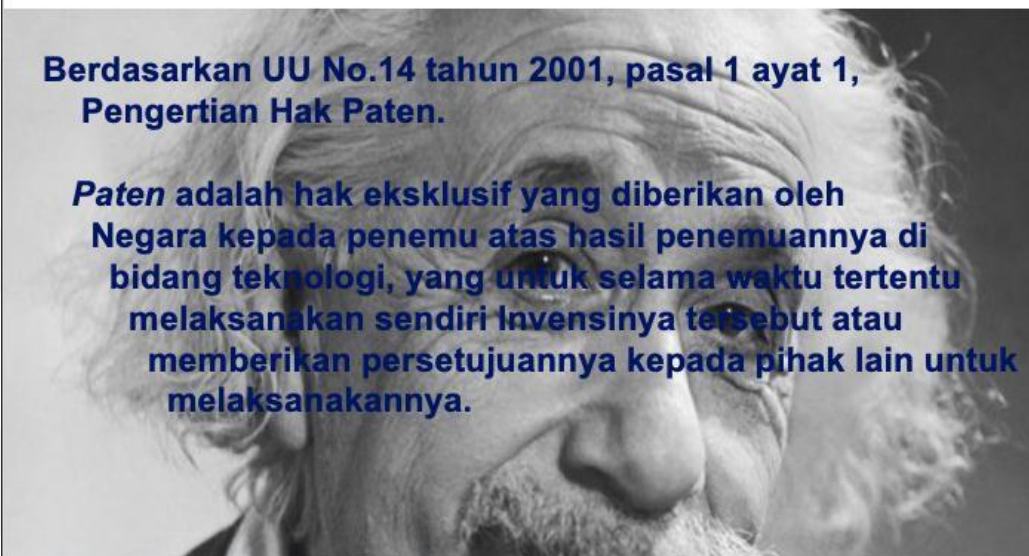 Berdasarkan UU No.14 tahun 2001, pasal 1 ayat 1,
Pengertian Hak Paten.
Paten adalah hak eksklusif yang diberikan oleh
Negara kepada penemu atas hasil penemuannya di
bidang teknologi, yang untuk selama waktu tertentu
melaksanakan sendiri Invensinya tersebut atau
memberikan persetujuannya kepada pihak lain untuk
melaksanakannya.